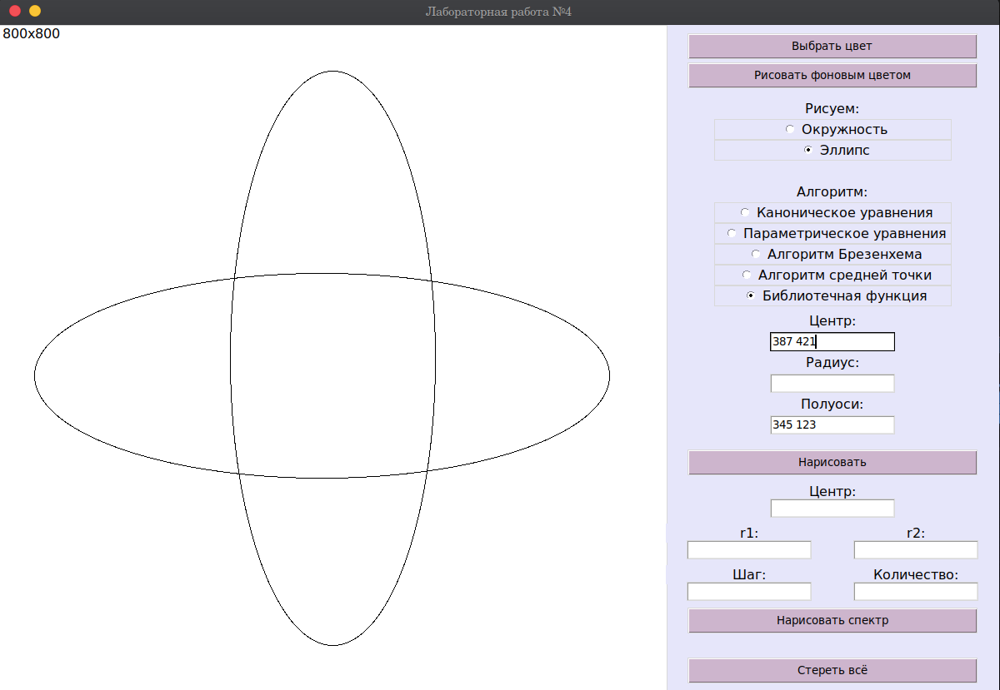 Лабораторная работа №4
800x800
Выбрать цвет
Рисовать фоновым цветом
Рисуем:
Окружность
Эллипс
Алгоритм:
Каноническое уравнения
Параметрическое уравнения
Алгоритм Брезенхема
Алгоритм средней точки
Библиотечная функция
Центр:
387 421
Радиус:
Полуоси:
345 123
Нарисовать
Центр:
r1: r2:
Шаг: Количество:
Нарисовать спектр
Стереть всё